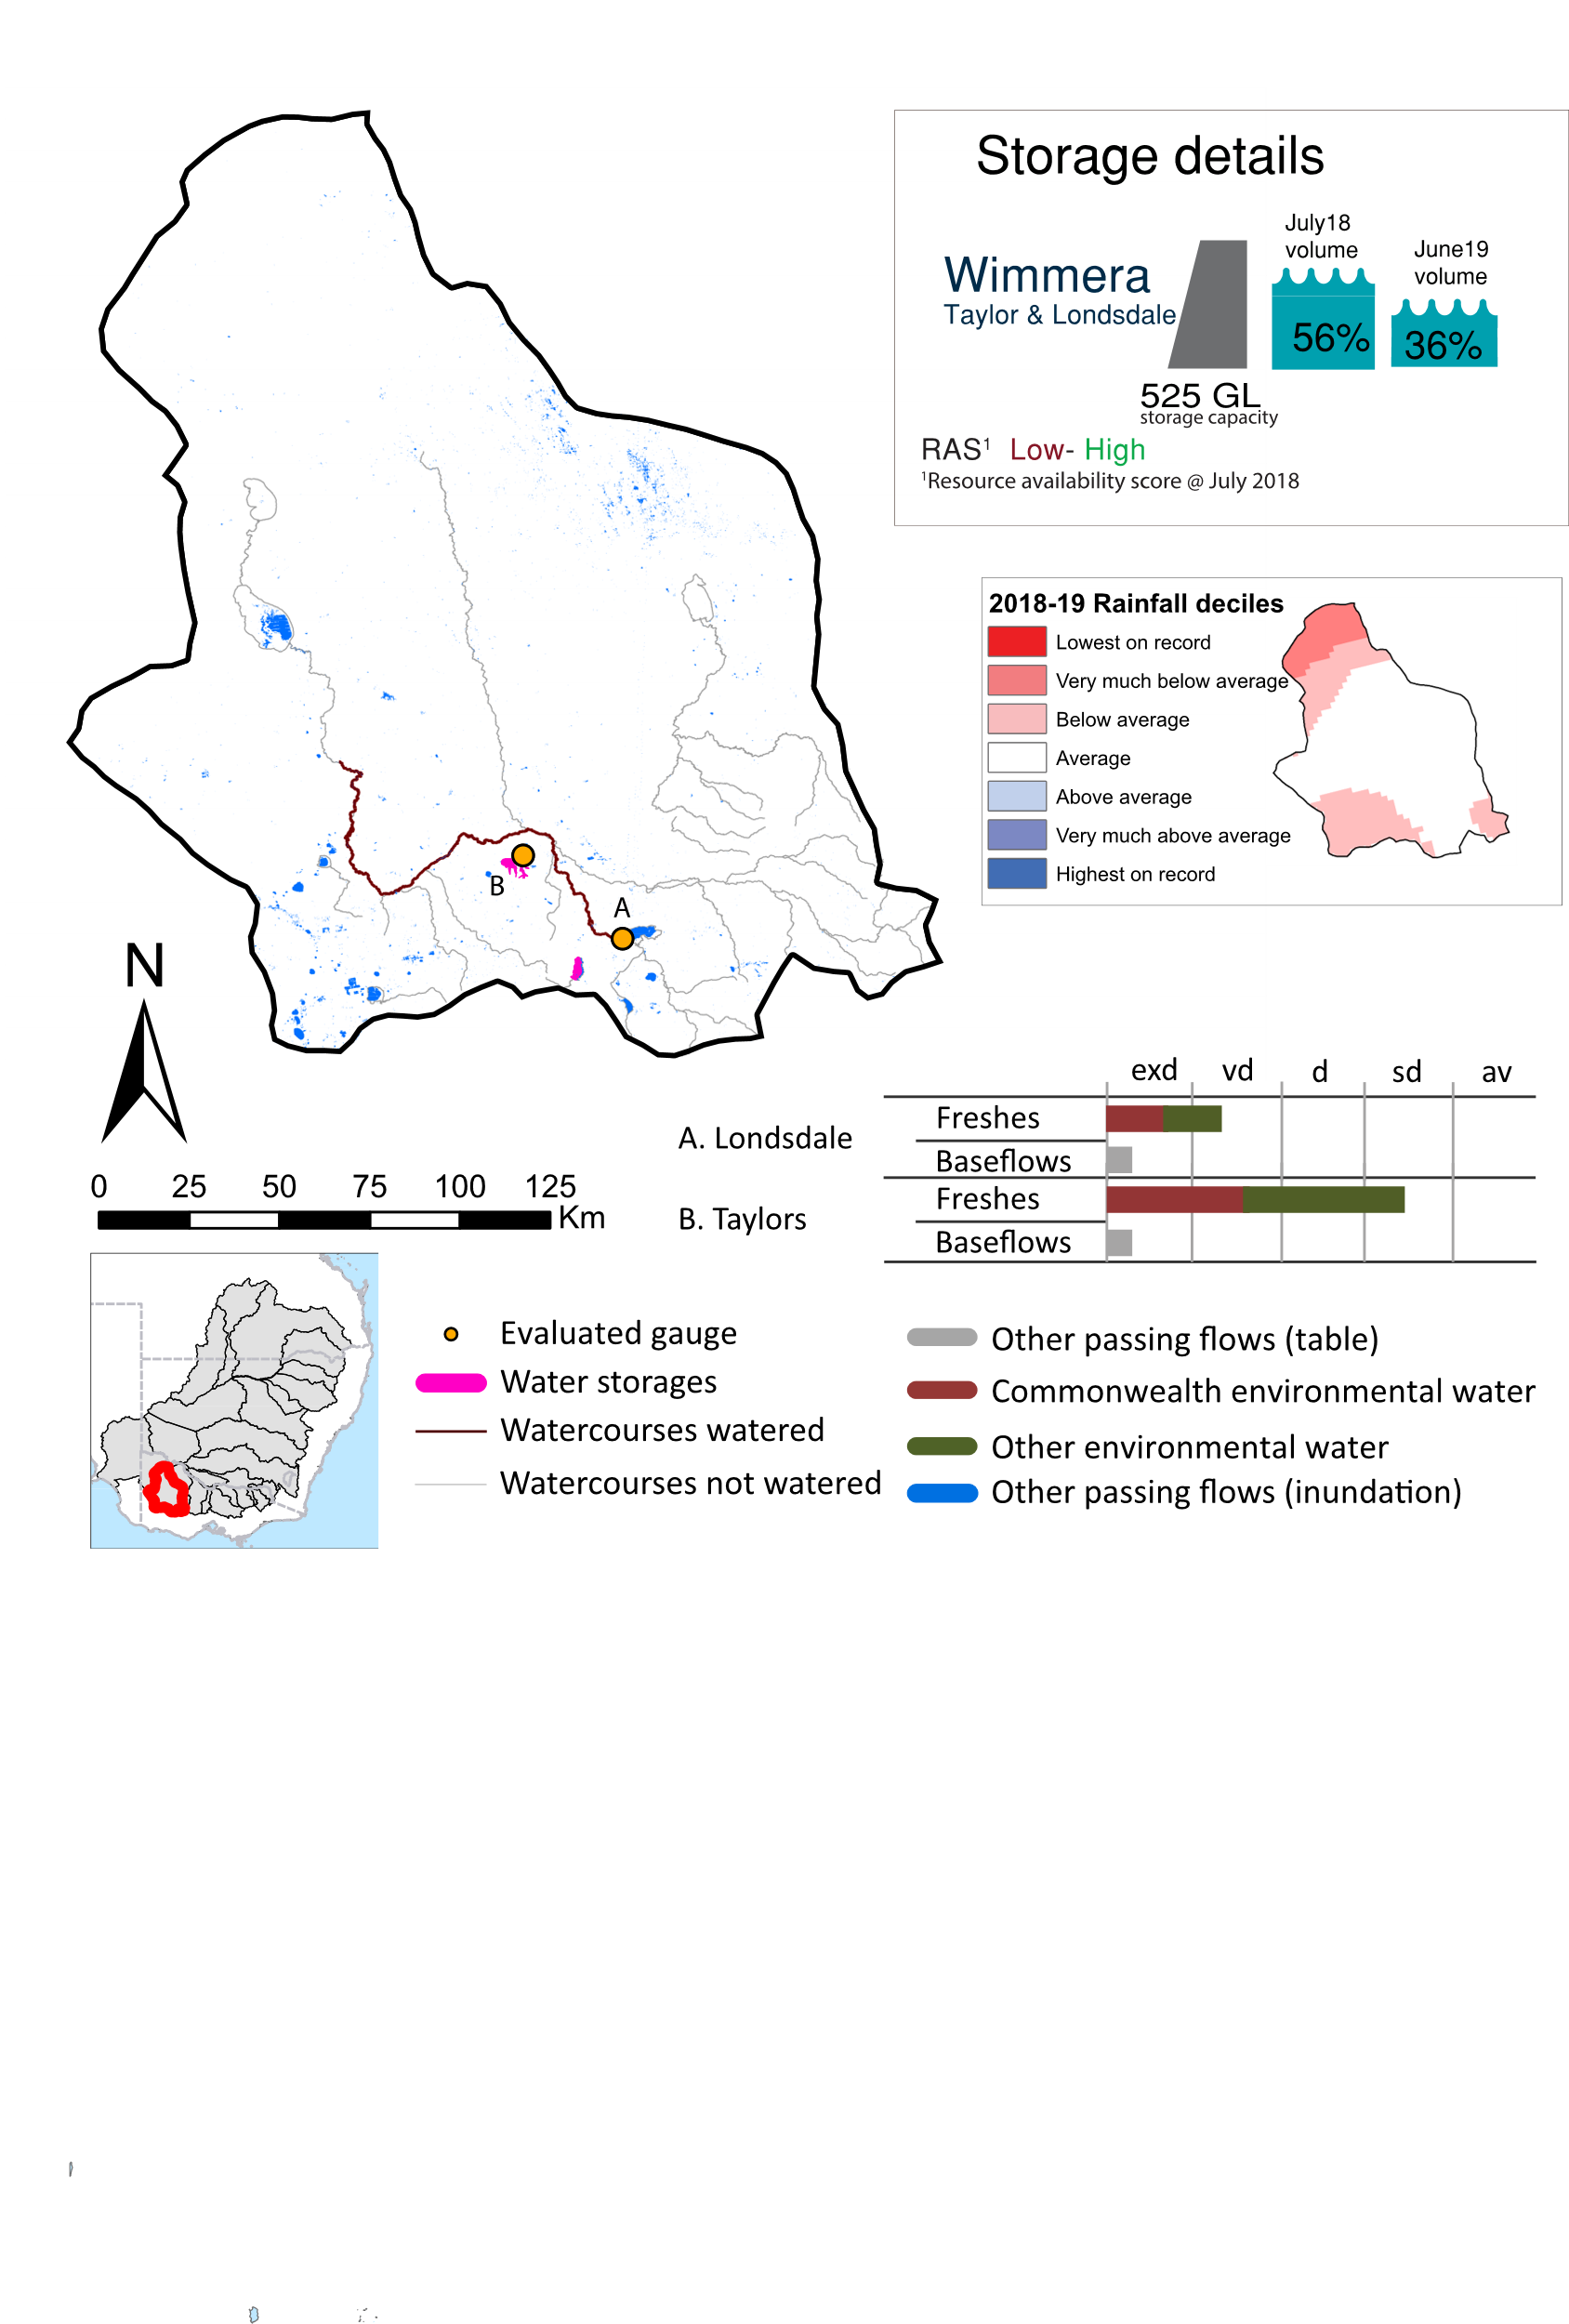 Storage details
July18
volume
June19
volume
Wimmera
Taylor & Londsdale
56%
36%
525 GL
storage capacity
RAS¹ Low- High
¹Resource availability score @ July 2018
2018-19 Rainfall deciles
Lowest on record
Very much below average
Below average
Average
Above average
Very much above average
Highest on record
B
A
N
0 25 50 75 100 125
Km
exd vd d sd av
A. Londsdale
Freshes
Baseflows
B. Taylors
Freshes
Baseflows
Evaluated gauge
Water storages
Watercourses watered
Watercourses not watered
Other passing flows (table)
Commonwealth environmental water
Other environmental water
Other passing flows (inundation)